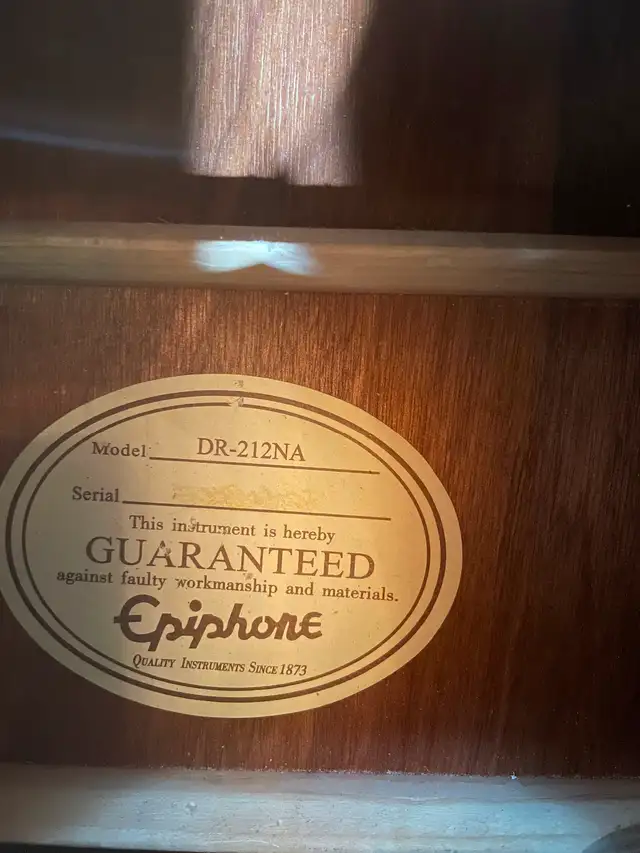 Model DR-212NA
Serial
This instrument is hereby
GUARANTEED
against faulty workmanship and materials.
Epiphone
QUALITY INSTRUMENTS SINCE 1873